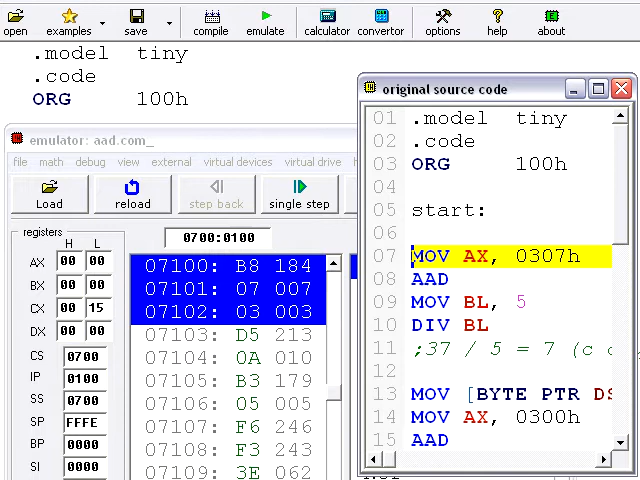 open examples save compile emulate calculator convertor options help about
.model tiny
.code
ORG 100h
emulator: aad.com_
file math debug view external virtual devices virtual drive
Load reload step back single step
registers
H L
0700:0100
AX 00 00
BX 00 00
CX 00 15
DX 00 00
CS 0700
IP 0100
SS 0700
SP FFFE
BP 0000
SI 0000
07100: B8 184
07101: 07 007
07102: 03 003
07103: D5 213
07104: 0A 010
07105: B3 179
07106: 05 005
07107: F6 246
07108: F3 243
07109: 3E 062
original source code
01 .model tiny
02 .code
03 ORG 100h
04
05 start:
06
07 MOV AX, 0307h
08 AAD
09 MOV BL, 5
10 DIV BL
11 ;37 / 5 = 7 (c
12
13 MOV [BYTE PTR DS
14 MOV AX, 0300h
15 AAD